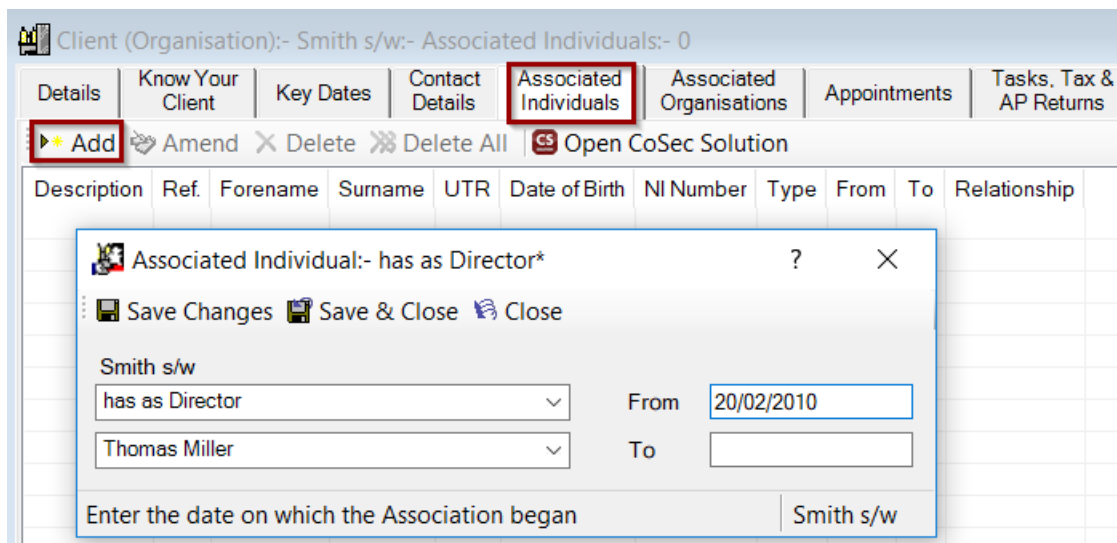 Client (Organisation):- Smith s/w:- Associated Individuals:- 0
Details Know Your Client Key Dates Contact Details Associated Individuals Associated Organisations Appointments Tasks, Tax & AP Returns
Add Amend Delete Delete All CS Open CoSec Solution
Description Ref. Forename Surname UTR Date of Birth NI Number Type From To Relationship
Associated Individual:- has as Director* ?
Save Changes Save & Close Close
Smith s/w
has as Director From 20/02/2010
Thomas Miller To
Enter the date on which the Association began Smith s/w